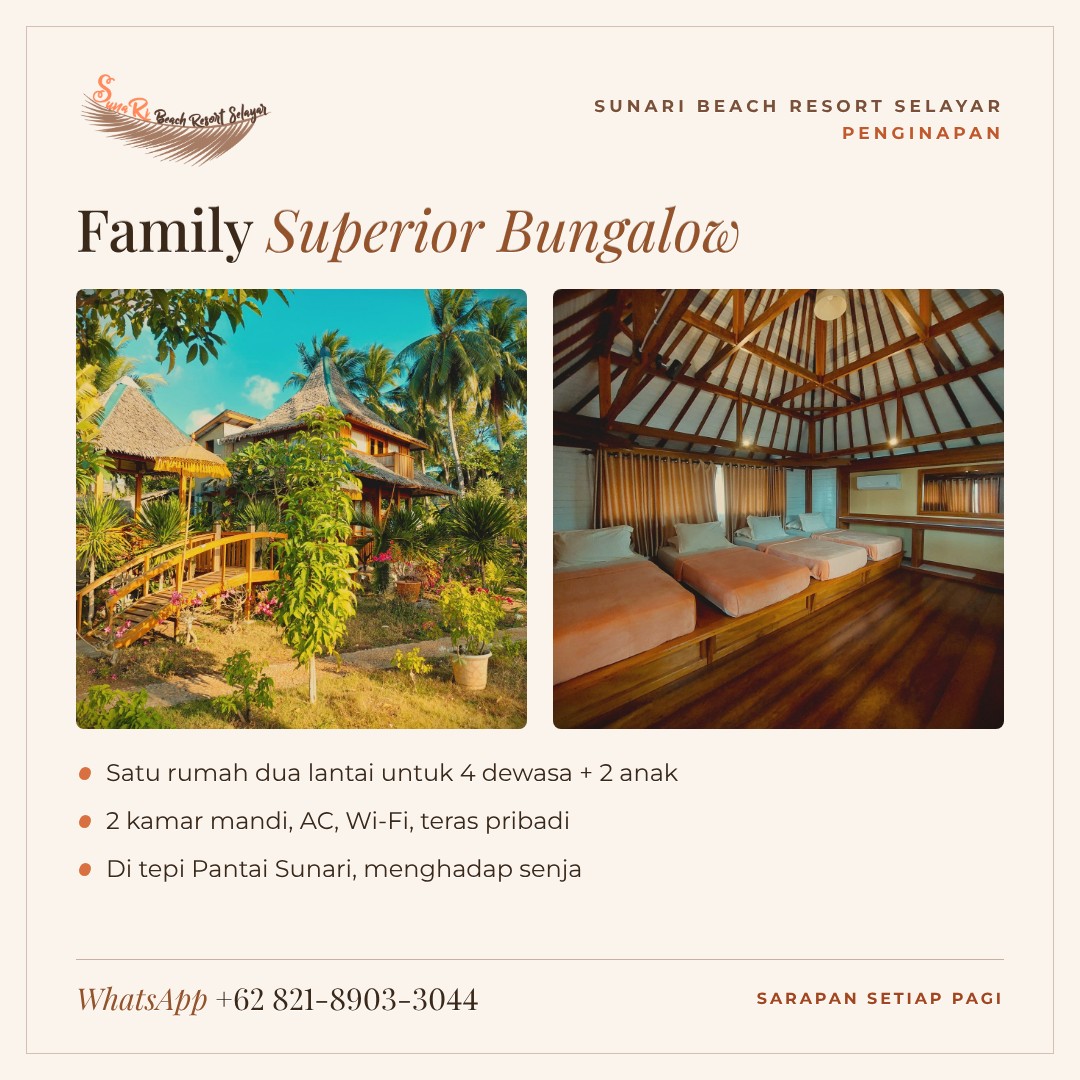 SunaRi Beach Resort Selayar
SUNARI BEACH RESORT SELAYAR
PENGINAPAN
Family Superior Bungalow
Satu rumah dua lantai untuk 4 dewasa + 2 anak
2 kamar mandi, AC, Wi-Fi, teras pribadi
Di tepi Pantai Sunari, menghadap senja
WhatsApp +62 821-8903-3044
SARAPAN SETIAP PAGI